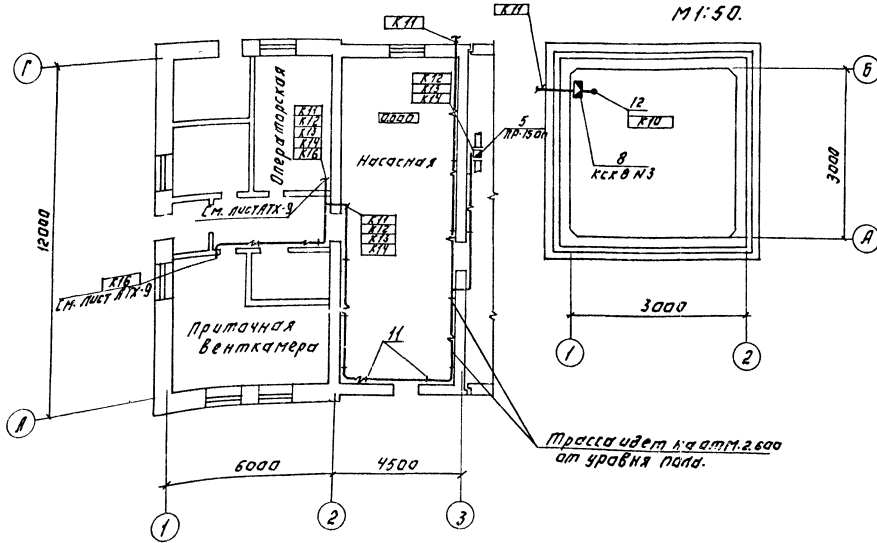 К11
К11
М1:50.
Г
Операторская
К11
К12
К13
К14
К16
К12
К13
К14
0.000
Насосная
5
пр.150п
12
К10
8
КСК 8 №3
Б
3000
А
12000
См. лист АТХ-9
К11
К12
К13
К14
К16
См. лист АТХ-9
Приточная
венткамера
11
3000
1
2
А
Трасса идет на отм. 2.600
от уровня пола.
6000
4500
1
2
3